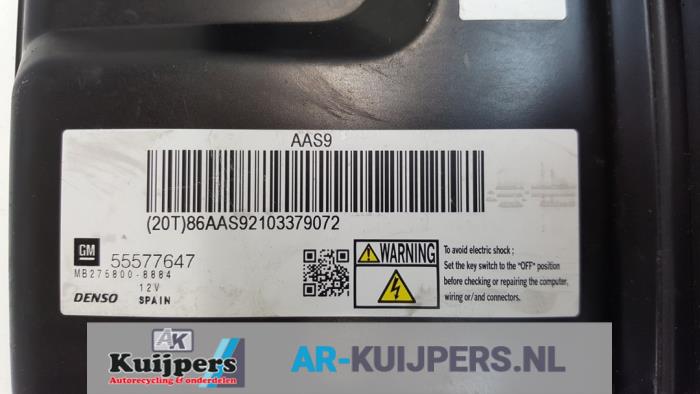 AAS9
(20T)86AAS92103379072
GM 55577647
MB275800-8884
12V
DENSO SPAIN
WARNING
To avoid electric shock ;
Set the key switch to the "OFF" position
before checking or repairing the computer,
wiring or/and connectors.
AK
Kuijpers
Autorecycling & onderdelen
AR-KUIJPERS.NL